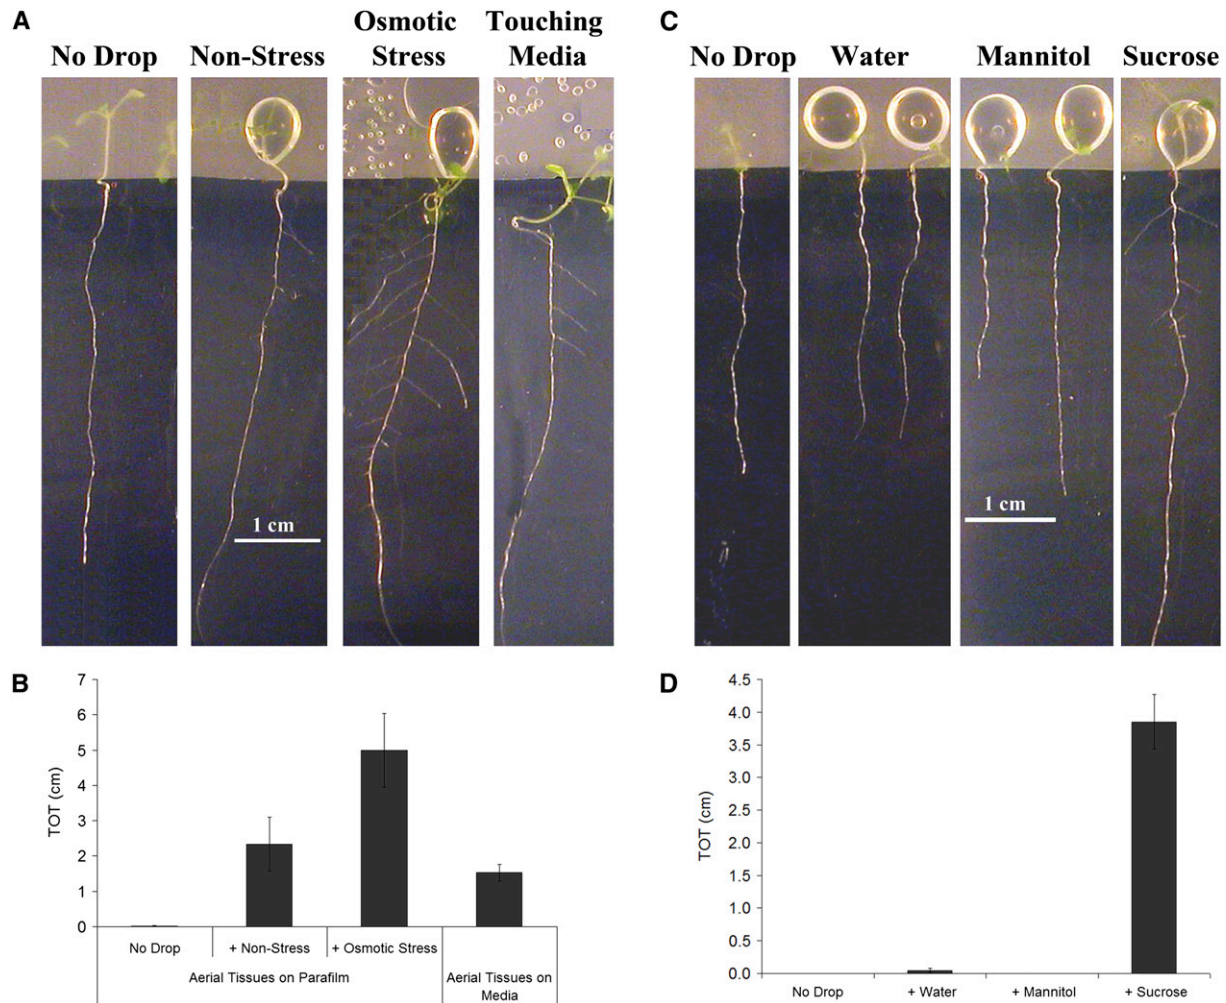 A
No Drop
Non-Stress
Osmotic
Stress
Touching
Media
1 cm
B
TOT (cm)
7
6
5
4
3
2
1
0
No Drop
+ Non-Stress
+ Osmotic Stress
Aerial Tissues on Parafilm
Aerial Tissues on
Media
C
No Drop
Water
Mannitol
Sucrose
1 cm
D
TOT (cm)
4.5
4.0
3.5
3.0
2.5
2.0
1.5
1.0
0.5
0.0
No Drop
+ Water
+ Mannitol
+ Sucrose